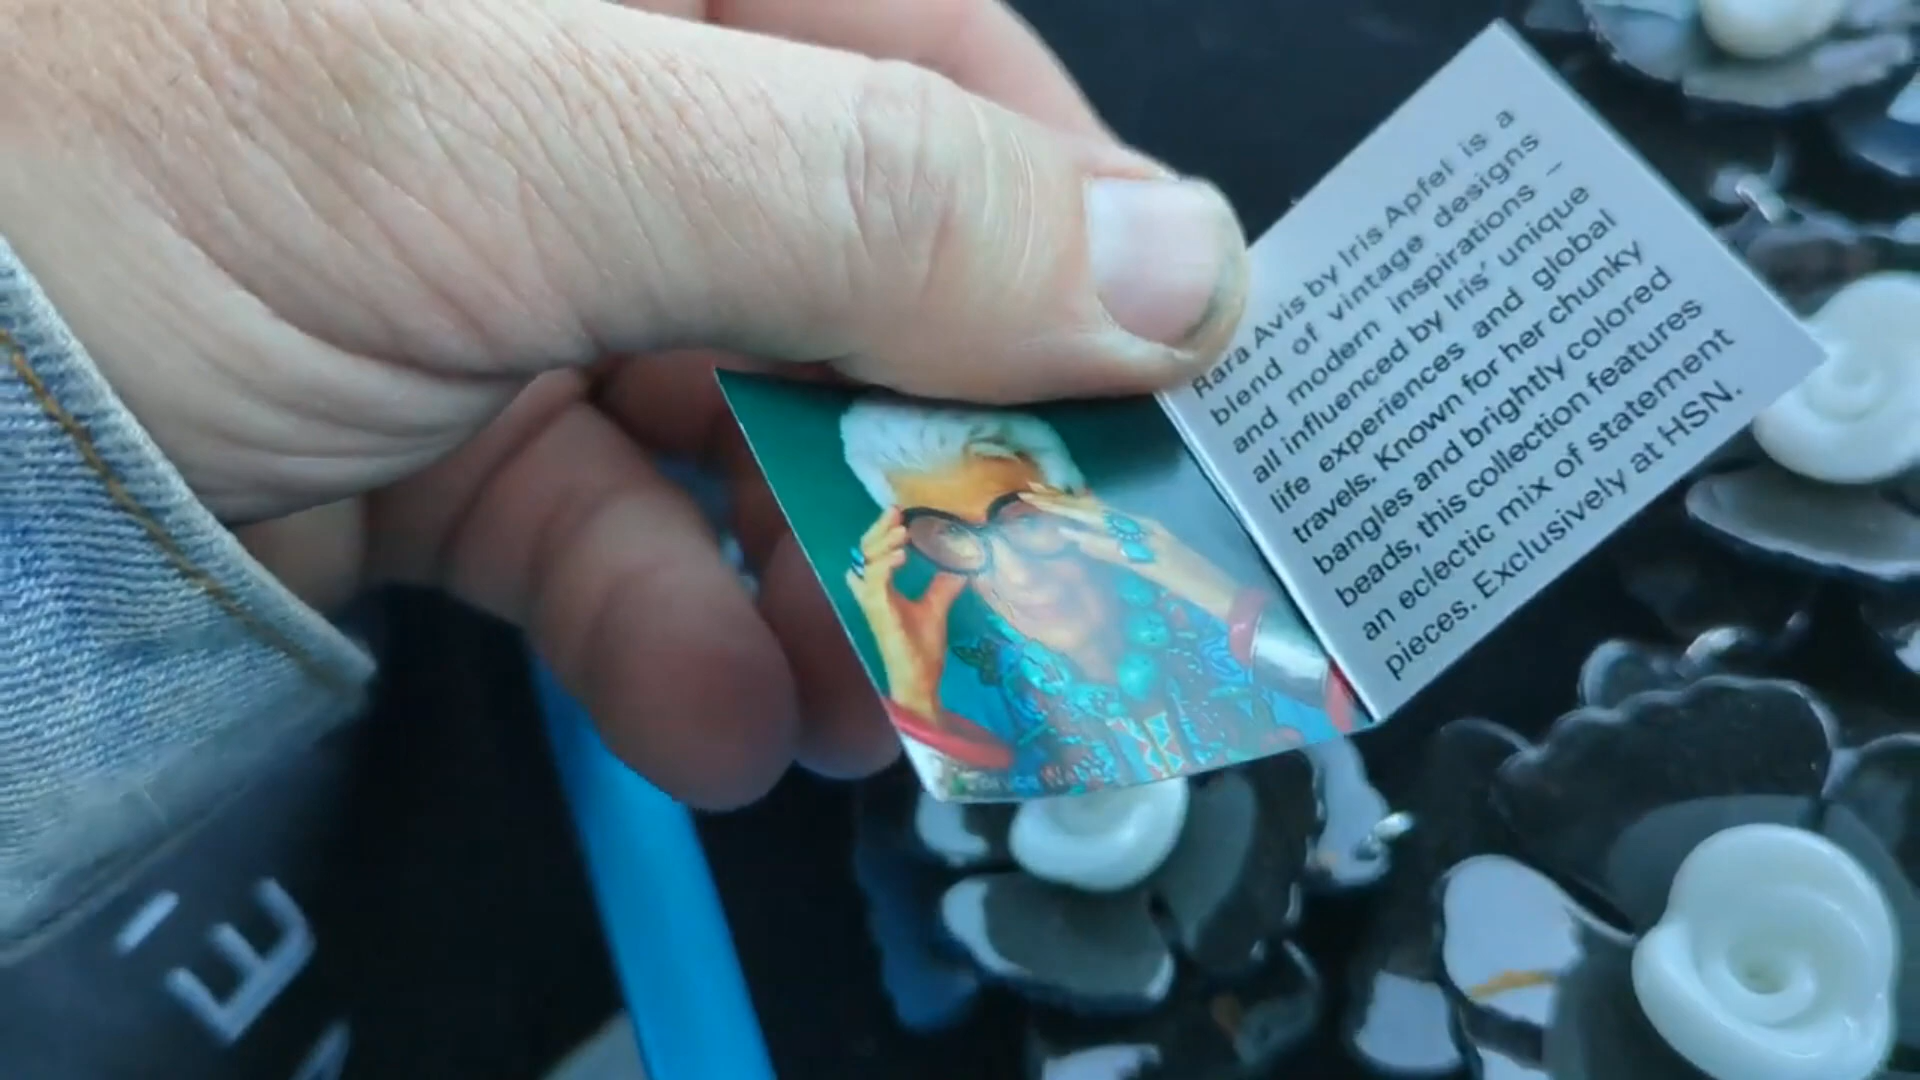 Rara Avis by Iris Apfel is a
blend of vintage designs
and modern inspirations –
all influenced by Iris' unique
life experiences and global
travels. Known for her chunky
bangles and brightly colored
beads, this collection features
an eclectic mix of statement
pieces. Exclusively at HSN.